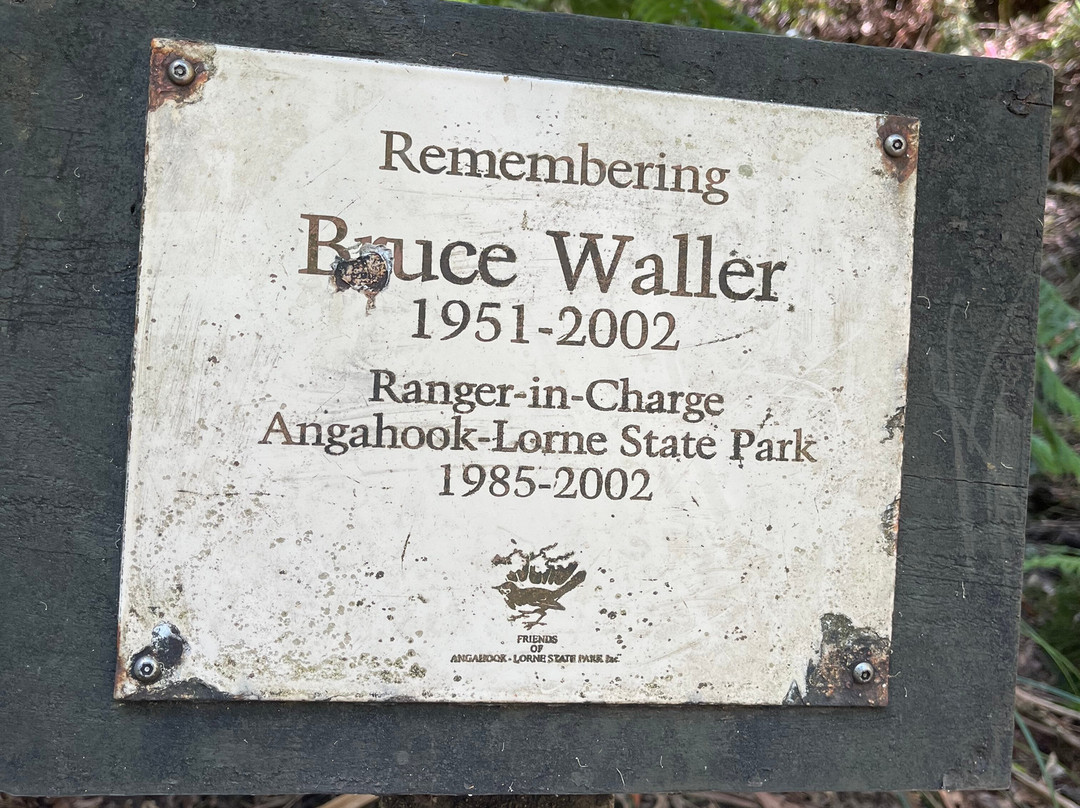 Remembering
Bruce Waller
1951-2002
Ranger-in-Charge
Angahook-Lorne State Park
1985-2002
FRIENDS
OF
ANGAHOOK - LORNE STATE PARK Inc.